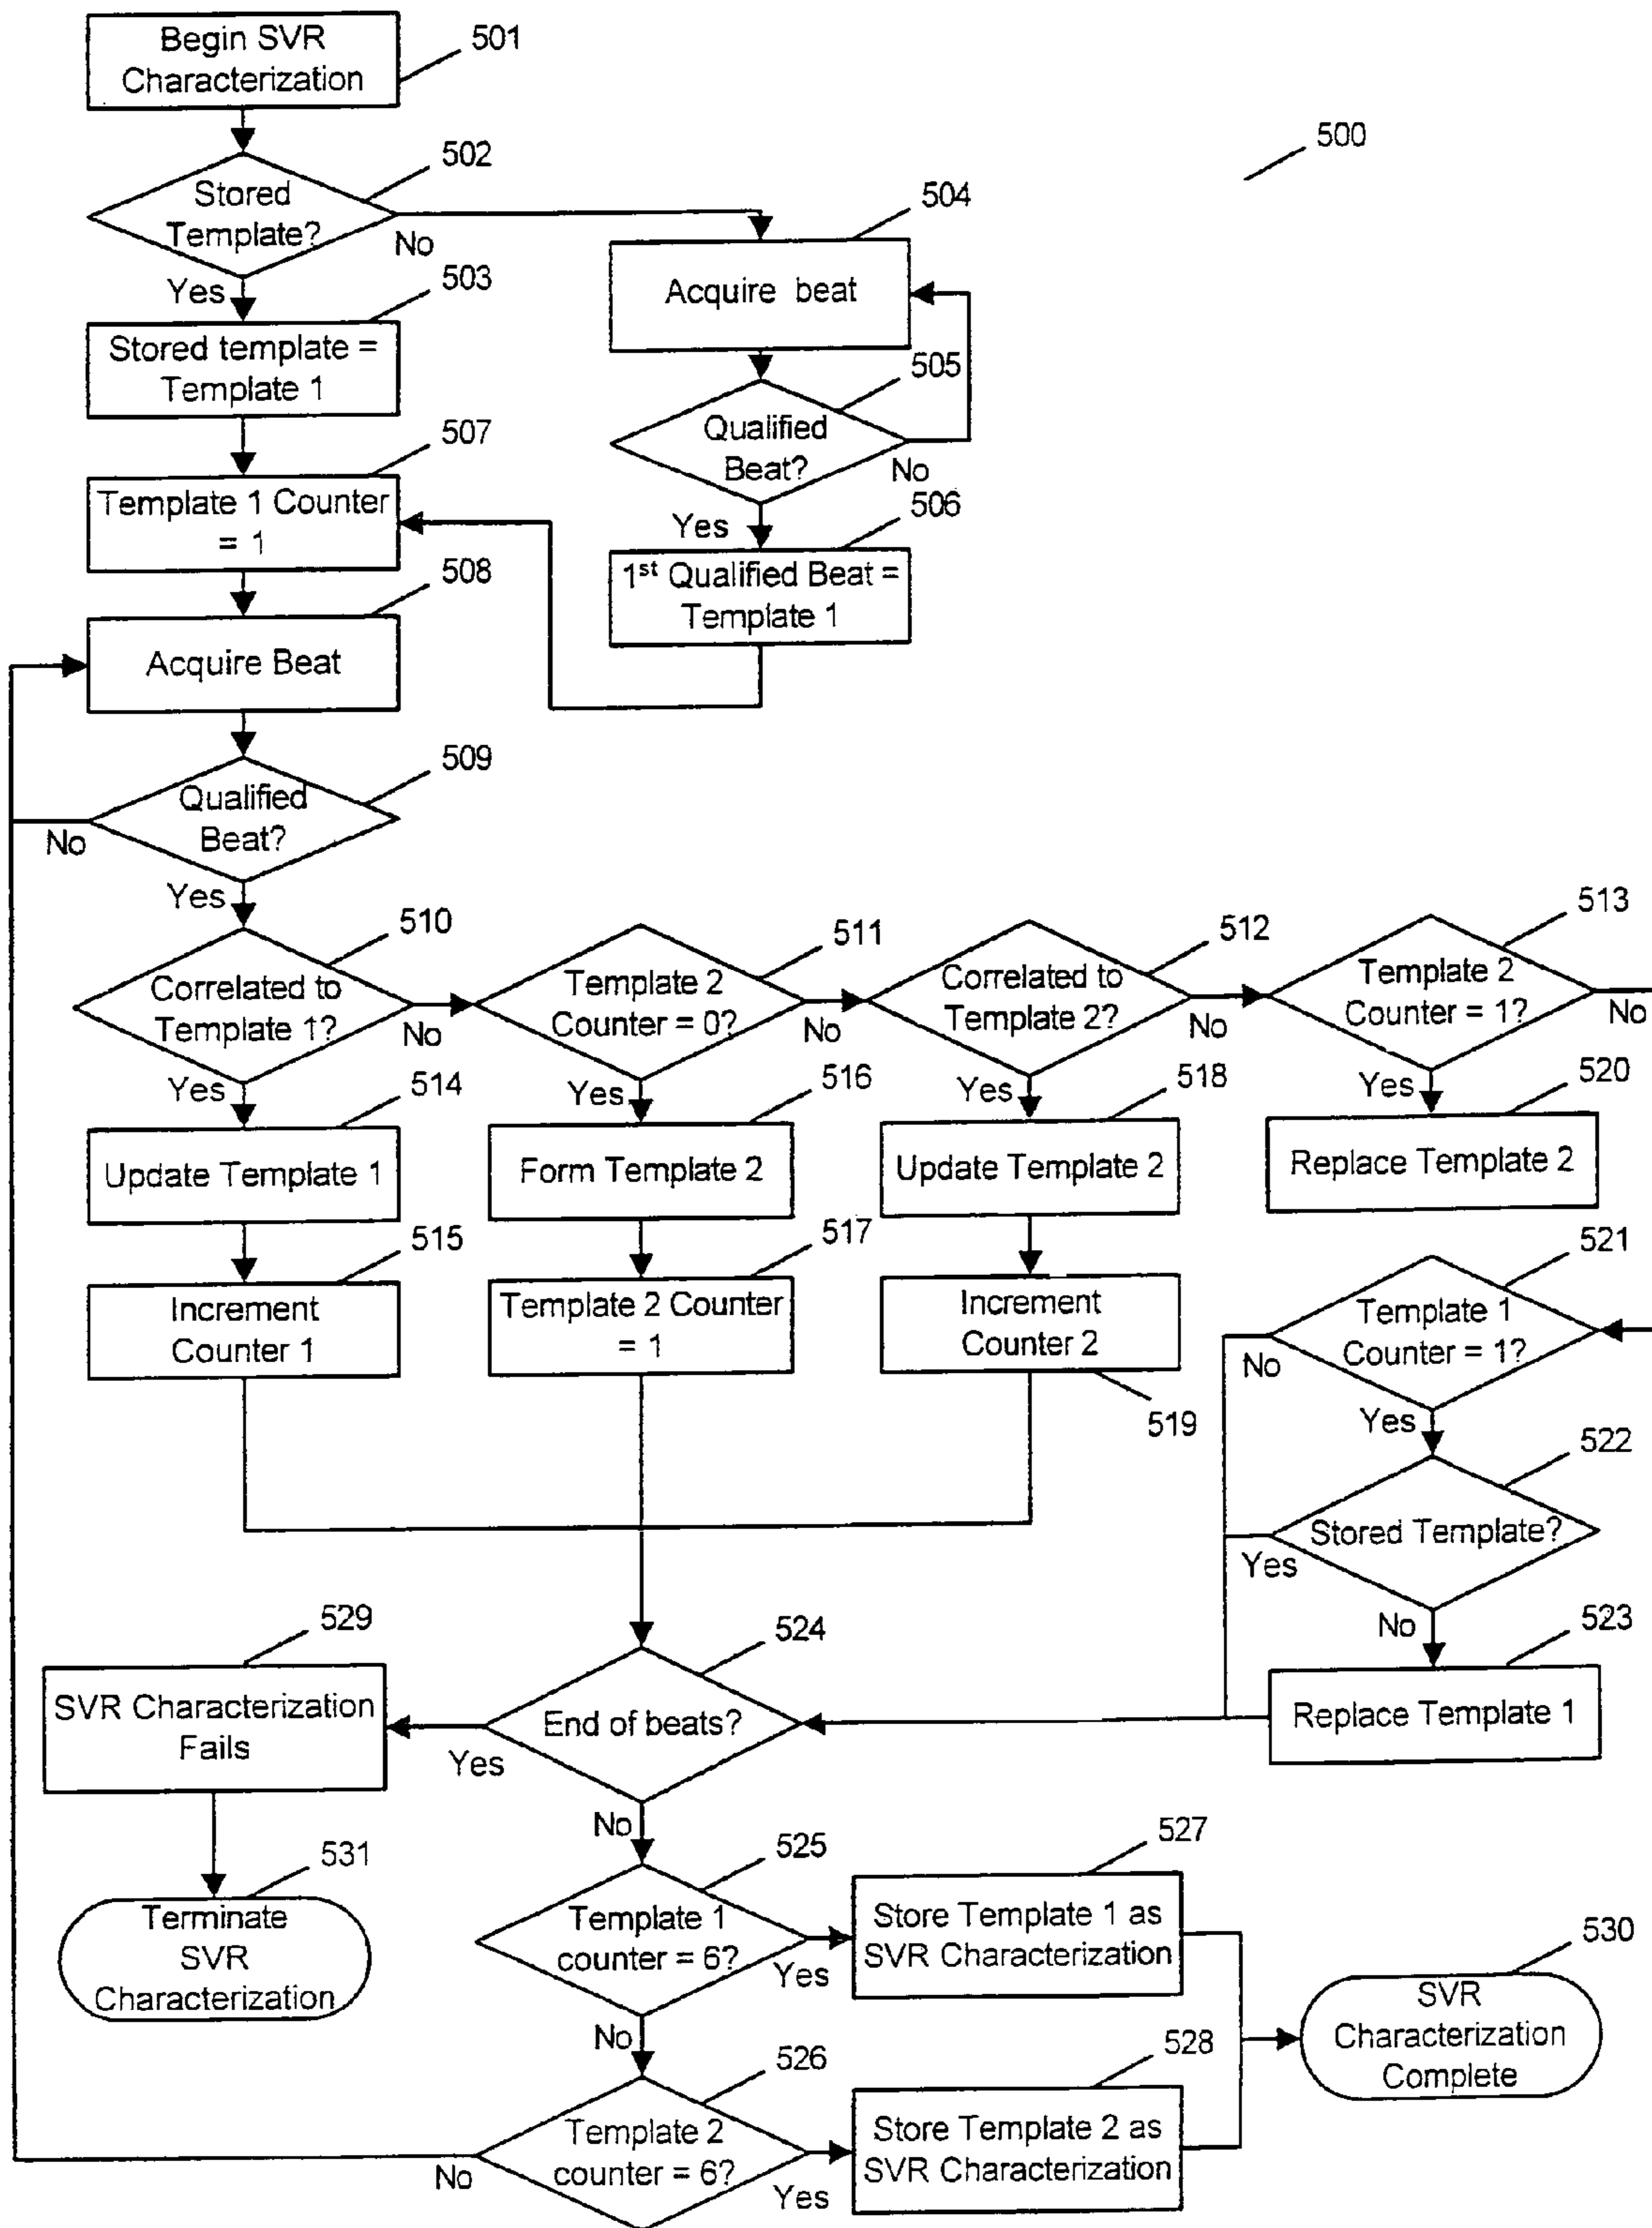 Begin SVR
Characterization
501
500
Stored
Template?
502
No
Yes
504
Acquire beat
503
Stored template =
Template 1
505
Qualified
Beat?
No
Yes
507
Template 1 Counter
= 1
506
1st Qualified Beat =
Template 1
508
Acquire Beat
509
Qualified
Beat?
No
Yes
510
Correlated to
Template 1?
No
Yes
511
Template 2
Counter = 0?
No
Yes
512
Correlated to
Template 2?
No
Yes
513
Template 2
Counter = 1?
No
Yes
514
Update Template 1
516
Form Template 2
518
Update Template 2
520
Replace Template 2
515
Increment
Counter 1
517
Template 2 Counter
= 1
Increment
Counter 2
519
521
Template 1
Counter = 1?
No
Yes
522
Stored Template?
Yes
No
523
Replace Template 1
529
SVR Characterization
Fails
524
End of beats?
Yes
No
531
Terminate
SVR
Characterization
525
Template 1
counter = 6?
Yes
No
527
Store Template 1 as
SVR Characterization
530
SVR
Characterization
Complete
526
Template 2
counter = 6?
No
Yes
528
Store Template 2 as
SVR Characterization